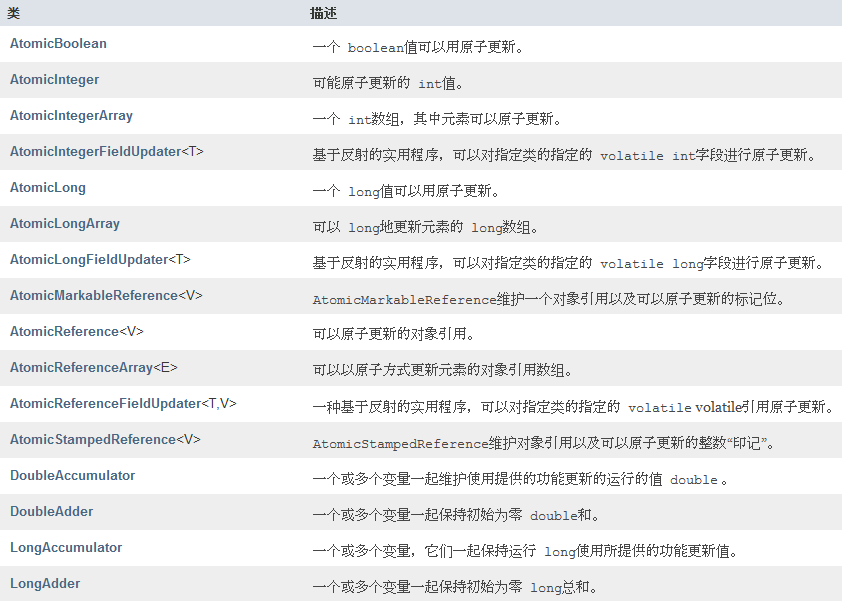 类 描述
AtomicBoolean 一个 boolean值可以用原子更新。
AtomicInteger 可能原子更新的 int值。
AtomicIntegerArray 一个 int数组，其中元素可以原子更新。
AtomicIntegerFieldUpdater<T> 基于反射的实用程序，可以对指定类的指定的 volatile int字段进行原子更新。
AtomicLong 一个 long值可以用原子更新。
AtomicLongArray 可以 long地更新元素的 long数组。
AtomicLongFieldUpdater<T> 基于反射的实用程序，可以对指定类的指定的 volatile long字段进行原子更新。
AtomicMarkableReference<V> AtomicMarkableReference维护一个对象引用以及可以原子更新的标记位。
AtomicReference<V> 可以原子更新的对象引用。
AtomicReferenceArray<E> 可以以原子方式更新元素的对象引用数组。
AtomicReferenceFieldUpdater<T,V> 一种基于反射的实用程序，可以对指定类的指定的 volatile volatile引用原子更新。
AtomicStampedReference<V> AtomicStampedReference维护对象引用以及可以原子更新的整数“印记”。
DoubleAccumulator 一个或多个变量一起维护使用提供的功能更新的运行的值 double 。
DoubleAdder 一个或多个变量一起保持初始为零 double和。
LongAccumulator 一个或多个变量，它们一起保持运行 long使用所提供的功能更新值。
LongAdder 一个或多个变量一起保持初始为零 long总和。